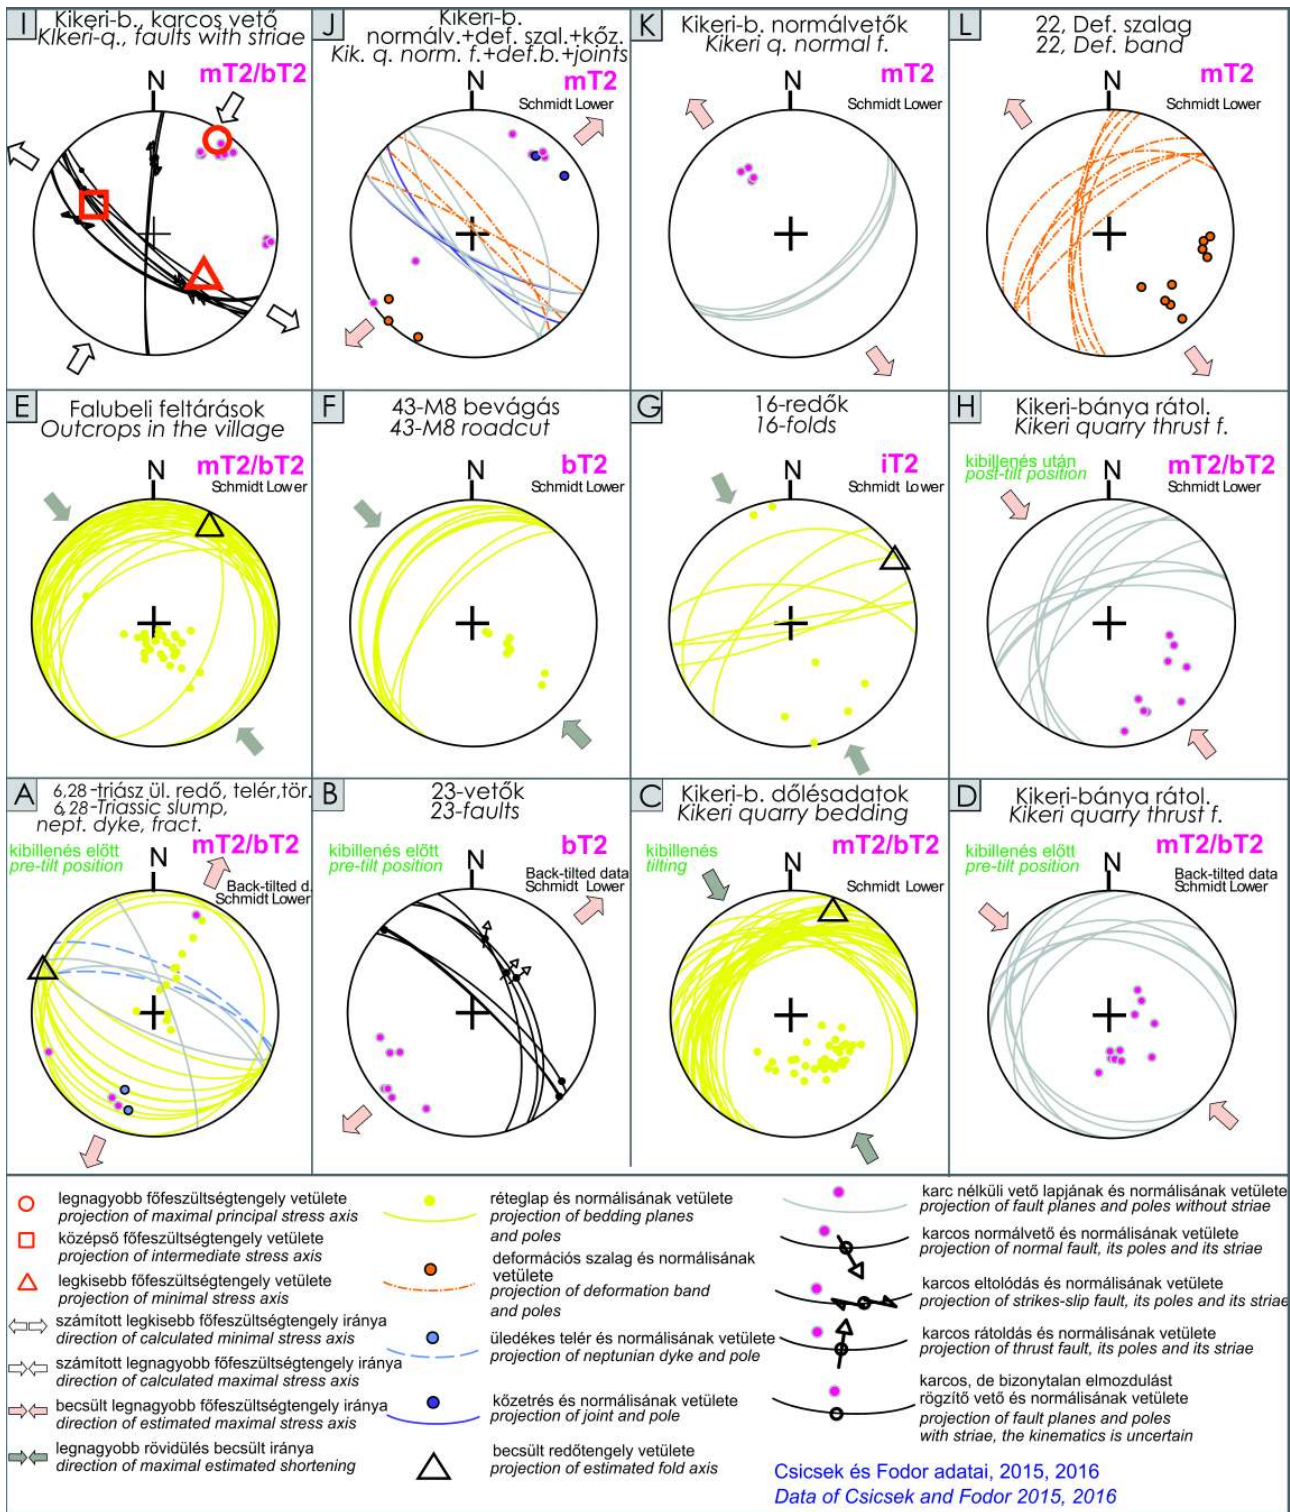 I
Kikeri-b., karcos vető
Kikeri-q., faults with striae
mT2/bT2
N
J
Kikeri-b.
normálv.+def. szal.+kőz.
Kik. q. norm. f.+def.b.+joints
mT2
N
Schmidt Lower
K
Kikeri-b. normálvetők
Kikeri q. normal f.
mT2
N
Schmidt Lower
L
22, Def. szalag
22, Def. band
mT2
N
Schmidt Lower
E
Falubeli feltárások
Outcrops in the village
mT2/bT2
N
Schmidt Lower
F
43-M8 bevágás
43-M8 roadcut
bT2
N
Schmidt Lower
G
16-redők
16-folds
iT2
N
Schmidt Lower
H
Kikeri-bánya rátol.
Kikeri quarry thrust f.
kibillenés után
post-tilt position
mT2/bT2
N
Schmidt Lower
A
6,28-triász ül. redő, telér,tör.
6,28-Triassic slump,
nept. dyke, fract.
mT2/bT2
kibillenés előtt
pre-tilt position
N
Back-tilted d.
Schmidt Lower
B
23-vetők
23-faults
kibillenés előtt
pre-tilt position
bT2
N
Back-tilted data
Schmidt Lower
C
Kikeri-b. dőlésadatok
Kikeri quarry bedding
kibillenés
tilting
mT2/bT2
N
Schmidt Lower
D
Kikeri-bánya rátol.
Kikeri quarry thrust f.
kibillenés előtt
pre-tilt position
mT2/bT2
N
Back-tilted data
Schmidt Lower
legnagyobb főfeszültségtengely vetülete
projection of maximal principal stress axis
középső főfeszültségtengely vetülete
projection of intermediate stress axis
legkisebb főfeszültségtengely vetülete
projection of minimal stress axis
számított legkisebb főfeszültségtengely iránya
direction of calculated minimal stress axis
számított legnagyobb főfeszültségtengely iránya
direction of calculated maximal stress axis
becsült legnagyobb főfeszültségtengely iránya
direction of estimated maximal stress axis
legnagyobb rövidülés becsült iránya
direction of maximal estimated shortening
réteglap és normálisának vetülete
projection of bedding planes
and poles
deformációs szalag és normálisának
vetülete
projection of deformation band
and poles
üledékes telér és normálisának vetülete
projection of neptunian dyke and pole
kőzetrés és normálisának vetülete
projection of joint and pole
becsült redőtengely vetülete
projection of estimated fold axis
karc nélküli vető lapjának és normálisának vetülete
projection of fault planes and poles without striae
karcos normálvető és normálisának vetülete
projection of normal fault, its poles and its striae
karcos eltolódás és normálisának vetülete
projection of strikes-slip fault, its poles and its striae
karcos rátoldás és normálisának vetülete
projection of thrust fault, its poles and its striae
karcos, de bizonytalan elmozdulást
rögzítő vető és normálisának vetülete
projection of fault planes and poles
with striae, the kinematics is uncertain
Csicsek és Fodor adatai, 2015, 2016
Data of Csicsek and Fodor 2015, 2016